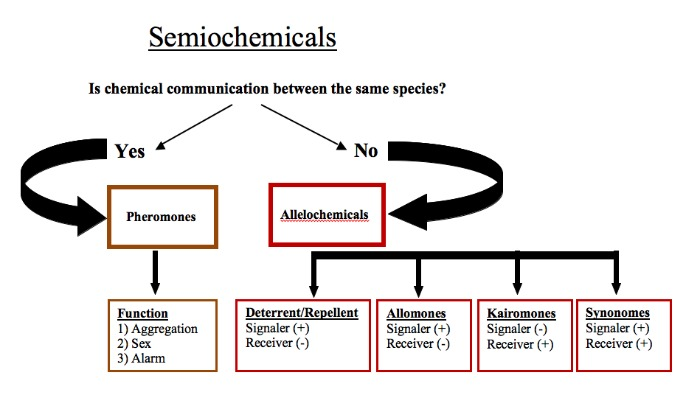 Semiochemicals
Is chemical communication between the same species?
Yes
No
Pheromones
Allelochemicals
Function
1) Aggregation
2) Sex
3) Alarm
Deterrent/Repellent
Signaler (+)
Receiver (-)
Allomones
Signaler (+)
Receiver (-)
Kairomones
Signaler (-)
Receiver (+)
Synonomes
Signaler (+)
Receiver (+)